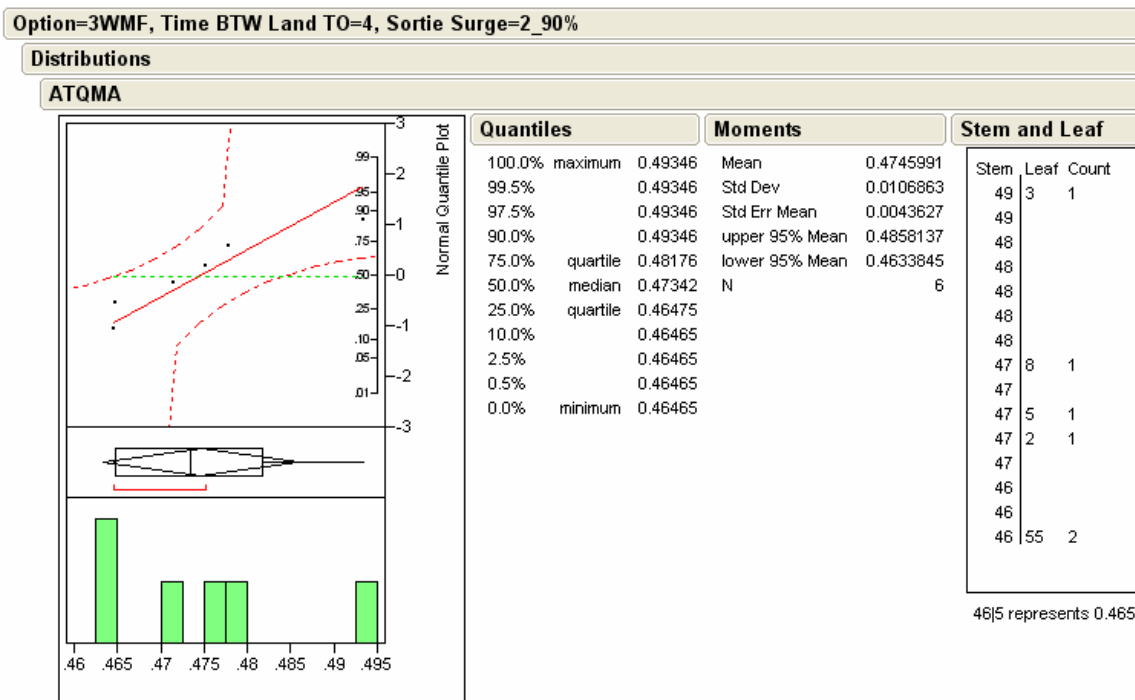 Option=3WMF, Time BTW Land TO=4, Sortie Surge=2_90%
Distributions
ATQMA
3
2
1
0
-1
-2
-3
.99
.95
.90
.75
.50
.25
.10
.05
.01
Normal Quantile Plot
.46 .465 .47 .475 .48 .485 .49 .495
Quantiles
100.0% maximum 0.49346
99.5% 0.49346
97.5% 0.49346
90.0% 0.49346
75.0% quartile 0.48176
50.0% median 0.47342
25.0% quartile 0.46475
10.0% 0.46465
2.5% 0.46465
0.5% 0.46465
0.0% minimum 0.46465
Moments
Mean 0.4745991
Std Dev 0.0106863
Std Err Mean 0.0043627
upper 95% Mean 0.4858137
lower 95% Mean 0.4633845
N 6
Stem and Leaf
Stem Leaf Count
49 3 1
49
48
48
48
48
48
47 8 1
47
47 5 1
47 2 1
47
46
46
46 55 2
46|5 represents 0.465